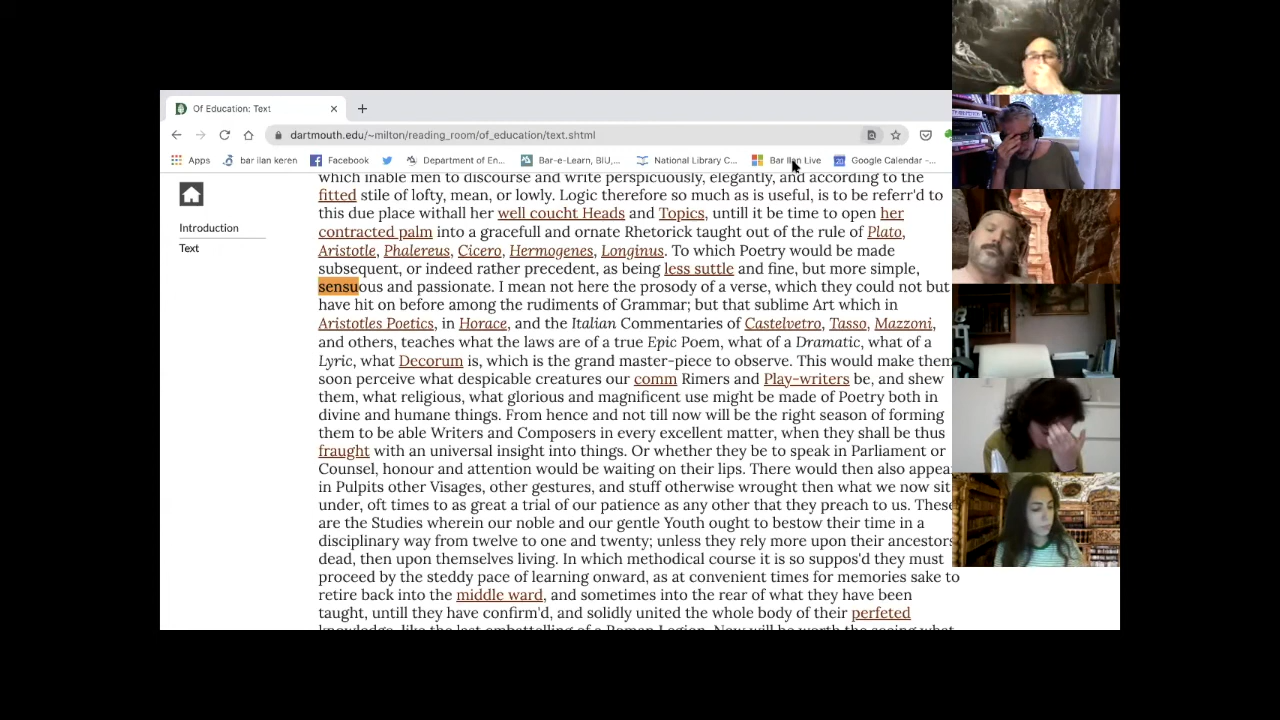 Of Education: Text
dartmouth.edu/~milton/reading_room/of_education/text.shtml
Apps bar ilan keren Facebook Department of En... Bar-e-Learn, BIU,... National Library C... Bar Ilan Live Google Calendar -...
Introduction
Text
which inable men to discourse and write perspicuously, elegantly, and according to the
fitted stile of lofty, mean, or lowly. Logic therefore so much as is useful, is to be referr'd to
this due place withall her well coucht Heads and Topics, untill it be time to open her
contracted palm into a gracefull and ornate Rhetorick taught out of the rule of Plato,
Aristotle, Phalereus, Cicero, Hermogenes, Longinus. To which Poetry would be made
subsequent, or indeed rather precedent, as being less suttle and fine, but more simple,
sensuous and passionate. I mean not here the prosody of a verse, which they could not but
have hit on before among the rudiments of Grammar; but that sublime Art which in
Aristotles Poetics, in Horace, and the Italian Commentaries of Castelvetro, Tasso, Mazzoni,
and others, teaches what the laws are of a true Epic Poem, what of a Dramatic, what of a
Lyric, what Decorum is, which is the grand master-piece to observe. This would make them
soon perceive what despicable creatures our comm Rimers and Play-writers be, and shew
them, what religious, what glorious and magnificent use might be made of Poetry both in
divine and humane things. From hence and not till now will be the right season of forming
them to be able Writers and Composers in every excellent matter, when they shall be thus
fraught with an universal insight into things. Or whether they be to speak in Parliament or
Counsel, honour and attention would be waiting on their lips. There would then also appear
in Pulpits other Visages, other gestures, and stuff otherwise wrought then what we now sit
under, oft times to as great a trial of our patience as any other that they preach to us. These
are the Studies wherein our noble and our gentle Youth ought to bestow their time in a
disciplinary way from twelve to one and twenty; unless they rely more upon their ancestors
dead, then upon themselves living. In which methodical course it is so suppos'd they must
proceed by the steddy pace of learning onward, as at convenient times for memories sake to
retire back into the middle ward, and sometimes into the rear of what they have been
taught, untill they have confirm'd, and solidly united the whole body of their perfeted
knowledge, like the last embattelling of a Roman Legion. Now will be worth the seeing what